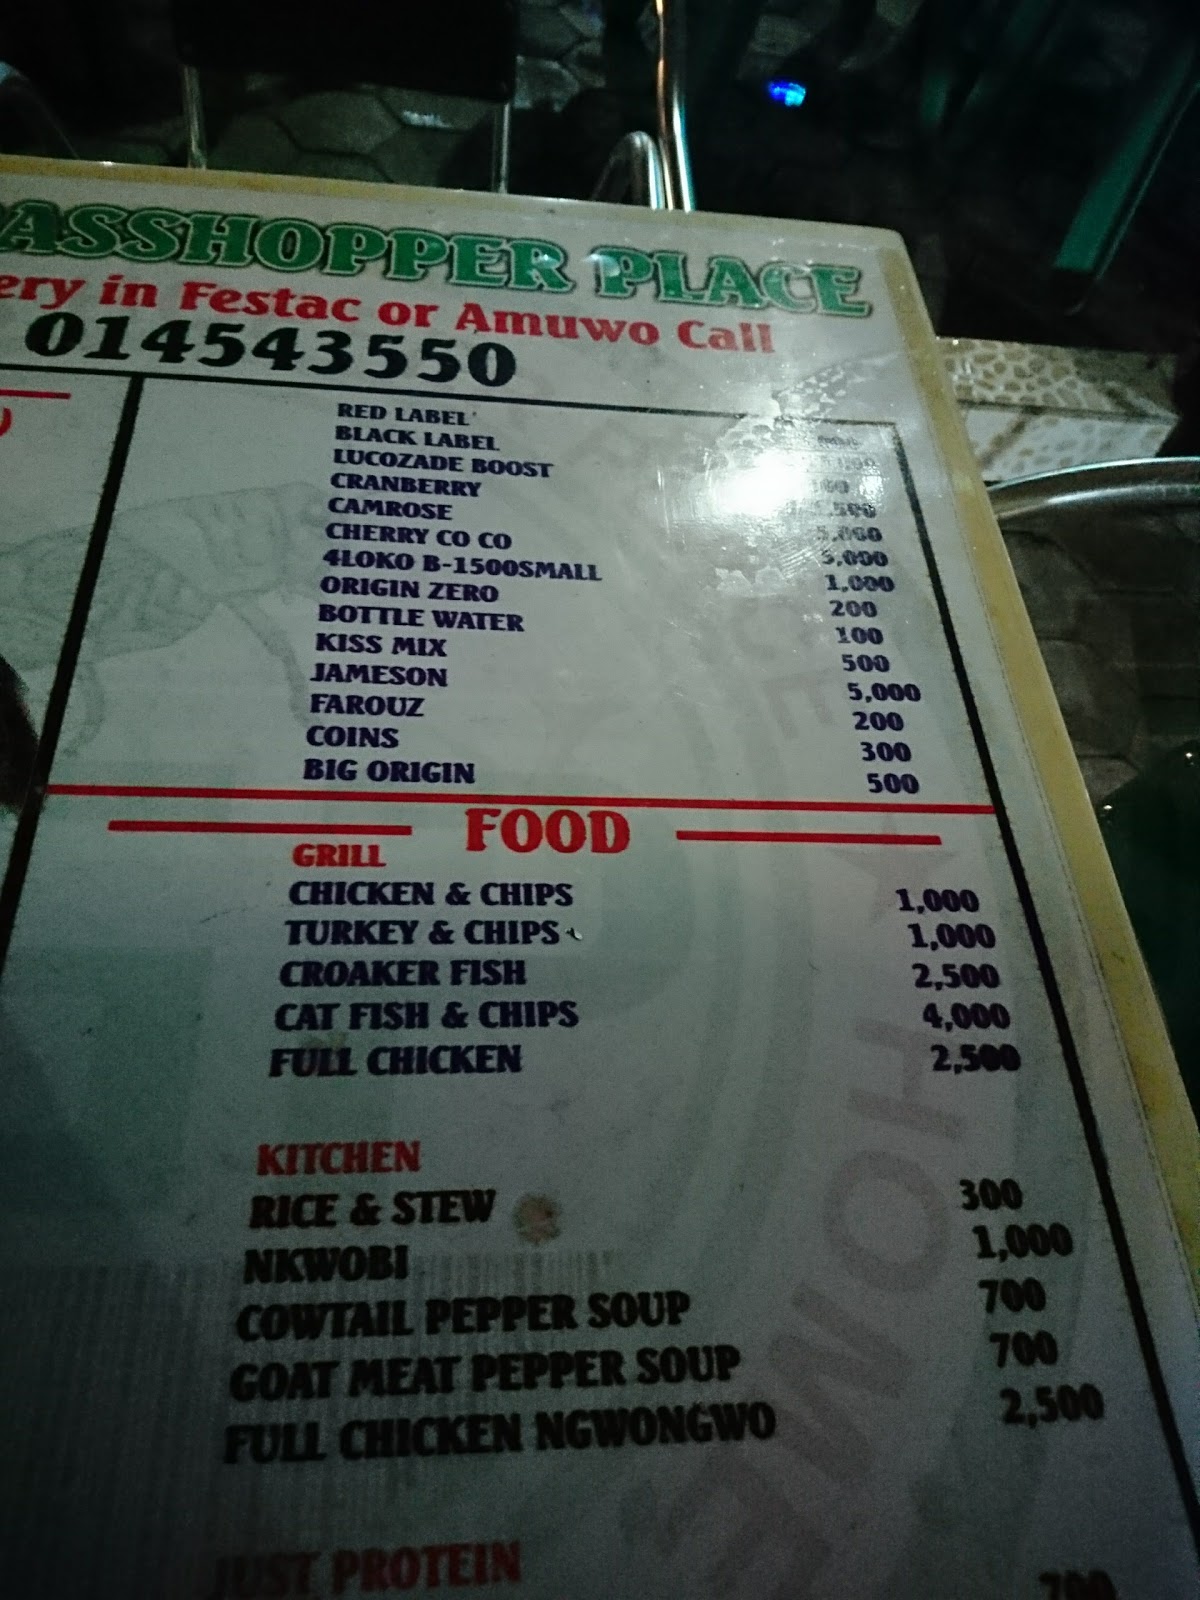 ASSHOPPER PLACE
ery in Festac or Amuwo Call
014543550
RED LABEL
BLACK LABEL
LUCOZADE BOOST
CRANBERRY
CAMROSE 5,000
CHERRY CO CO 5,000
4LOKO B-1500SMALL 1,000
ORIGIN ZERO 200
BOTTLE WATER 100
KISS MIX 500
JAMESON 5,000
FAROUZ 200
COINS 300
BIG ORIGIN 500
FOOD
GRILL
CHICKEN & CHIPS 1,000
TURKEY & CHIPS 1,000
CROAKER FISH 2,500
CAT FISH & CHIPS 4,000
FULL CHICKEN 2,500
KITCHEN
RICE & STEW 300
NKWOBI 1,000
COWTAIL PEPPER SOUP 700
GOAT MEAT PEPPER SOUP 700
FULL CHICKEN NGWONGWO 2,500
JUST PROTEIN
700